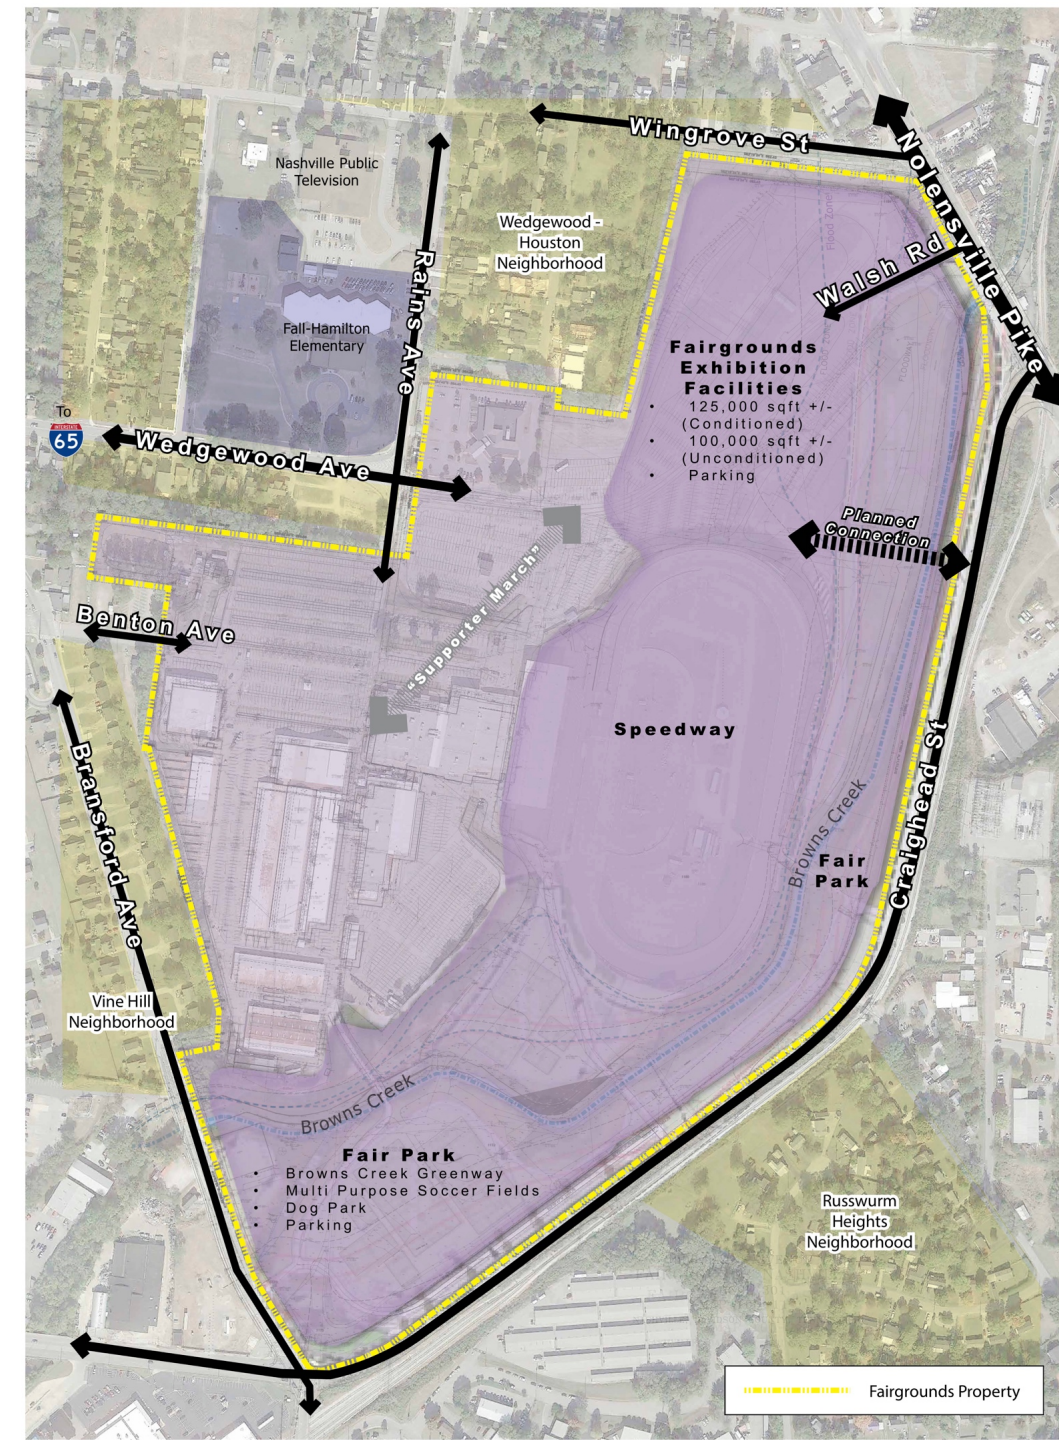 Wingrove St
Nolensville Pike
Nashville Public
Television
Wedgewood -
Houston
Neighborhood
Flood Zone
Walsh Rd
Rains Ave
Fall-Hamilton
Elementary
Fairgrounds
Exhibition
Facilities
• 125,000 sqft +/-
(Conditioned)
• 100,000 sqft +/-
(Unconditioned)
• Parking
To
INTERSTATE
65
Wedgewood Ave
Planned
Connection
"Supporter March"
Benton Ave
Speedway
Bransford Ave
Craighead St
Browns Creek
Fair
Park
Vine Hill
Neighborhood
Browns Creek
Fair Park
• Browns Creek Greenway
• Multi Purpose Soccer Fields
• Dog Park
• Parking
Russwurm
Heights
Neighborhood
Fairgrounds Property